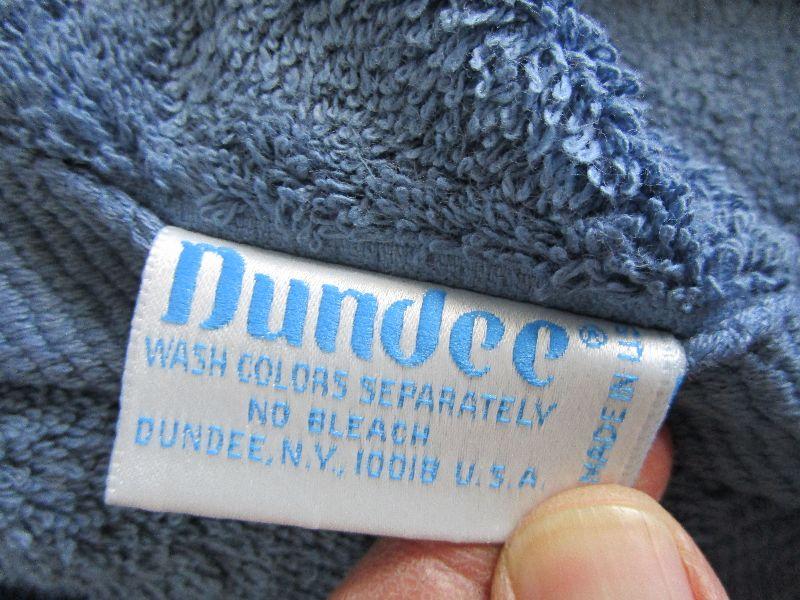 Dundee®
WASH COLORS SEPARATELY
NO BLEACH
DUNDEE, N.Y., 10018 U.S.A.
MADE IN